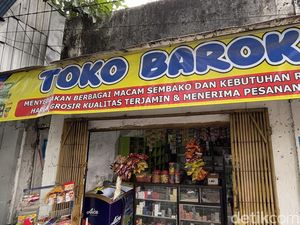 TOKO BAROK
MENYEDIAKAN BERBAGAI MACAM SEMBAKO DAN KEBUTUHAN R
HARGA GROSIR KUALITAS TERJAMIN & MENERIMA PESANAN
detikcom